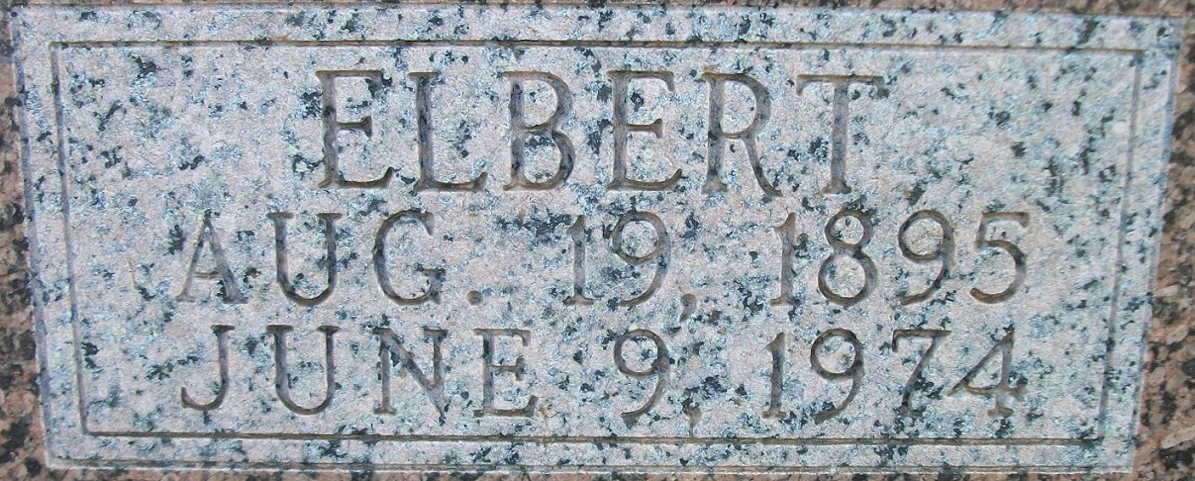 ELBERT
AUG. 19, 1895
JUNE 9, 1974